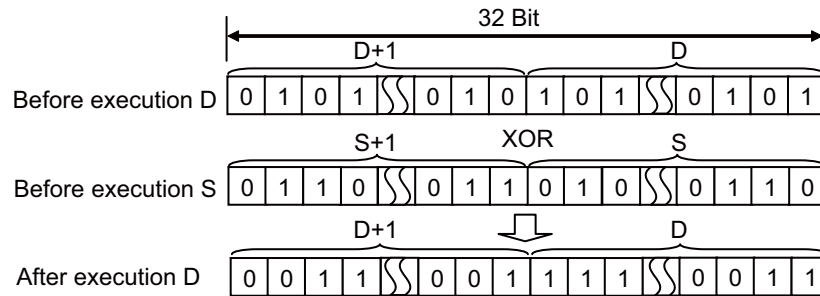 32 Bit
D+1 D
Before execution D 0 1 0 1 0 1 0 1 0 1 0 1 0 1
S+1 XOR S
Before execution S 0 1 1 0 0 1 1 0 1 0 0 1 1 0
D+1 D
After execution D 0 0 1 1 0 0 1 1 1 1 0 0 1 1